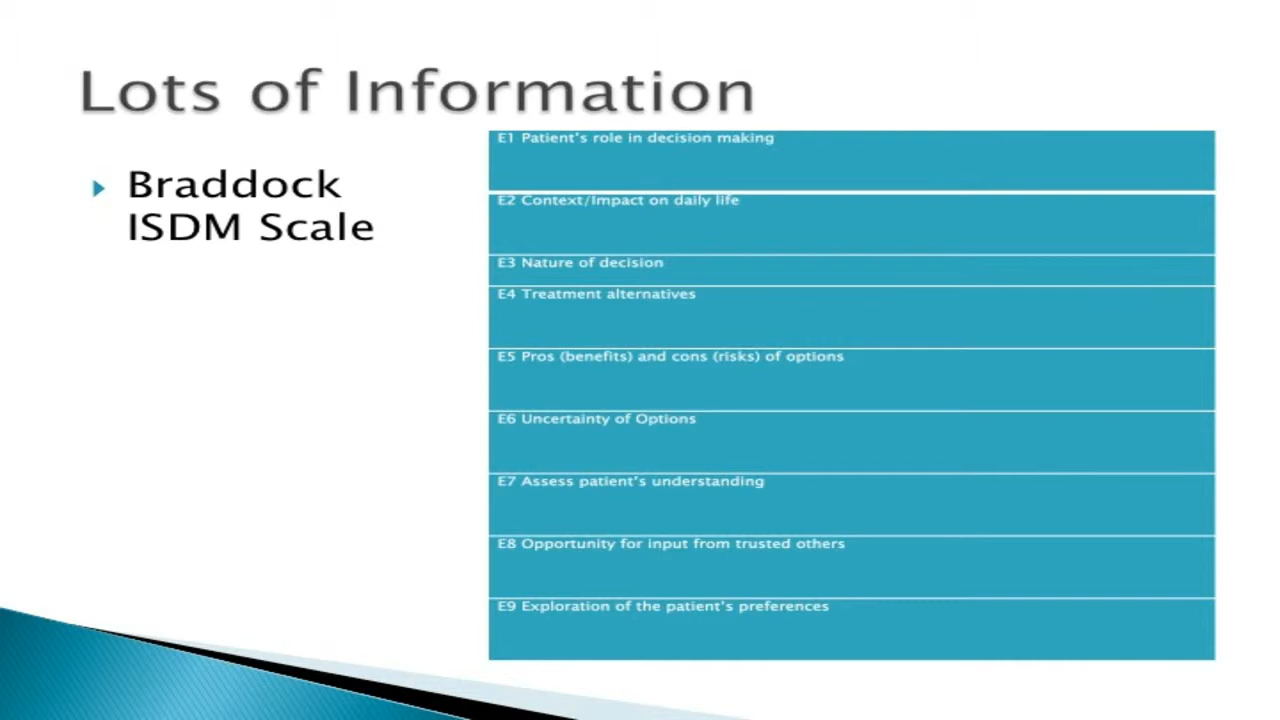 Lots of Information
Braddock
ISDM Scale
E1 Patient's role in decision making
E2 Context/Impact on daily life
E3 Nature of decision
E4 Treatment alternatives
E5 Pros (benefits) and cons (risks) of options
E6 Uncertainty of Options
E7 Assess patient's understanding
E8 Opportunity for input from trusted others
E9 Exploration of the patient's preferences